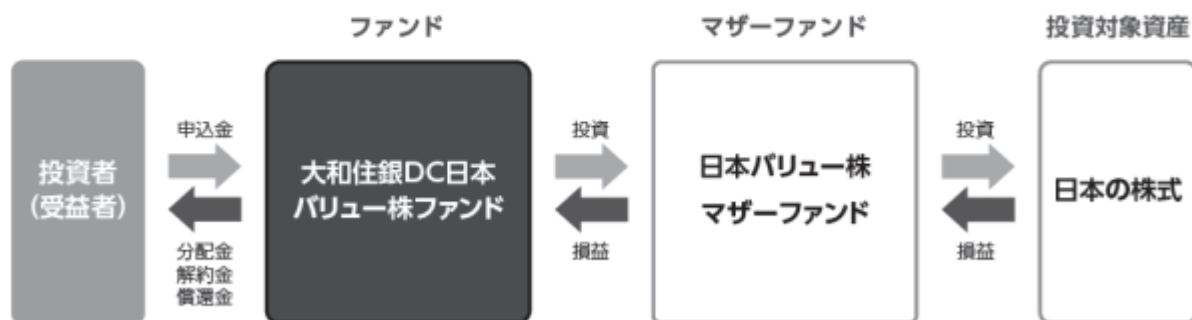 ファンド
マザーファンド
投資対象資産
投資者
(受益者)
申込金
分配金
解約金
償還金
大和住銀DC日本
バリュー株ファンド
投資
損益
日本バリュー株
マザーファンド
投資
損益
日本の株式